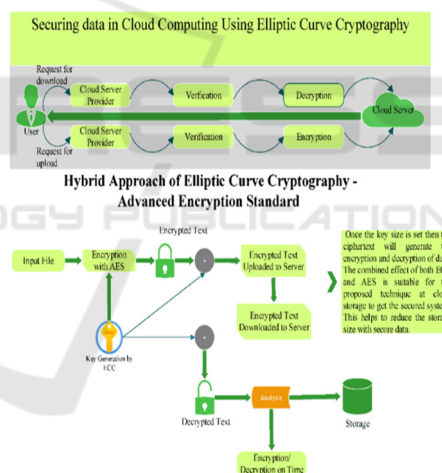 Securing data in Cloud Computing Using Elliptic Curve Cryptography
Request for
download
Cloud Server
Provider
Verfication
Decryption
Cloud Server
User
Cloud Server
Provider
Verification
Encryption
Request for
upload
Hybrid Approach of Elliptic Curve Cryptography -
Advanced Encryption Standard
LOGY PUBLICATION
Encrypted Text
Input File
Encryption
with AES
Encrypted Text
Uploaded to Server
Encrypted Text
Downloaded to Server
Key Generation by
ECC
Decrypted Text
Analysis
Storage
Encryption/
Decryption on Time
Once the key size is set then
ciphertext will generate
encryption and decryption of
The combined effect of both
and AES is suitable for
proposed technique at
storage to get the secured
This helps to reduce the
size with secure data.